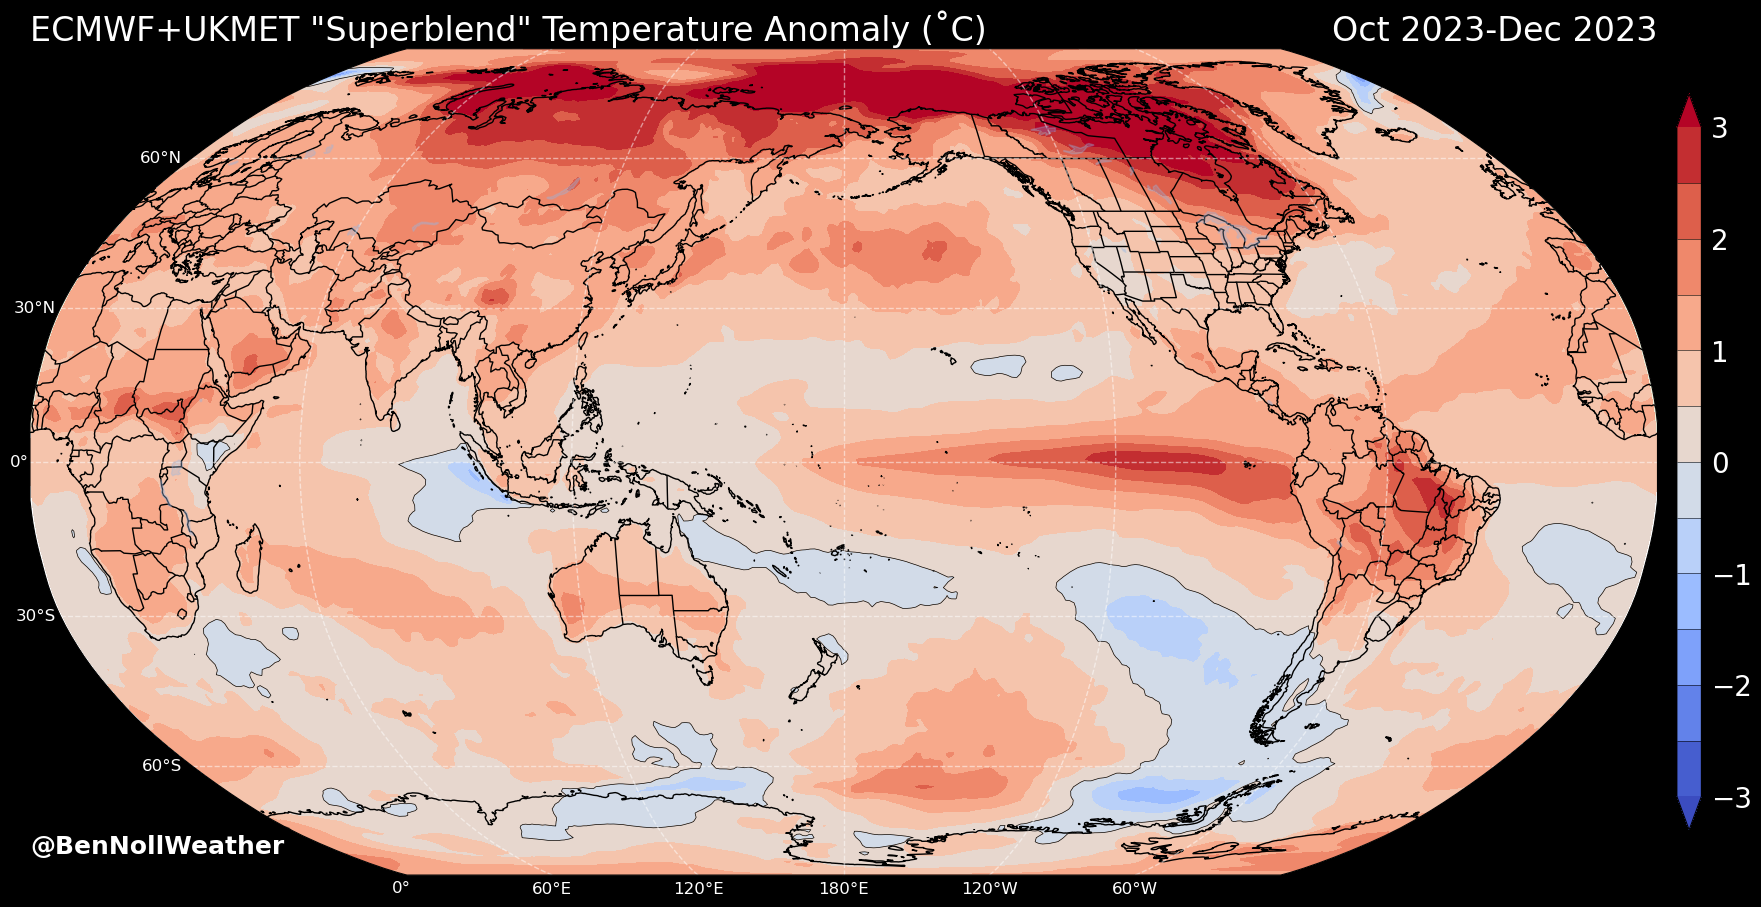 ECMWF+UKMET "Superblend" Temperature Anomaly (˚C)
Oct 2023-Dec 2023
3
2
1
0
−1
−2
−3
60°N
30°N
0°
30°S
60°S
@BenNollWeather
0°
60°E
120°E
180°E
120°W
60°W